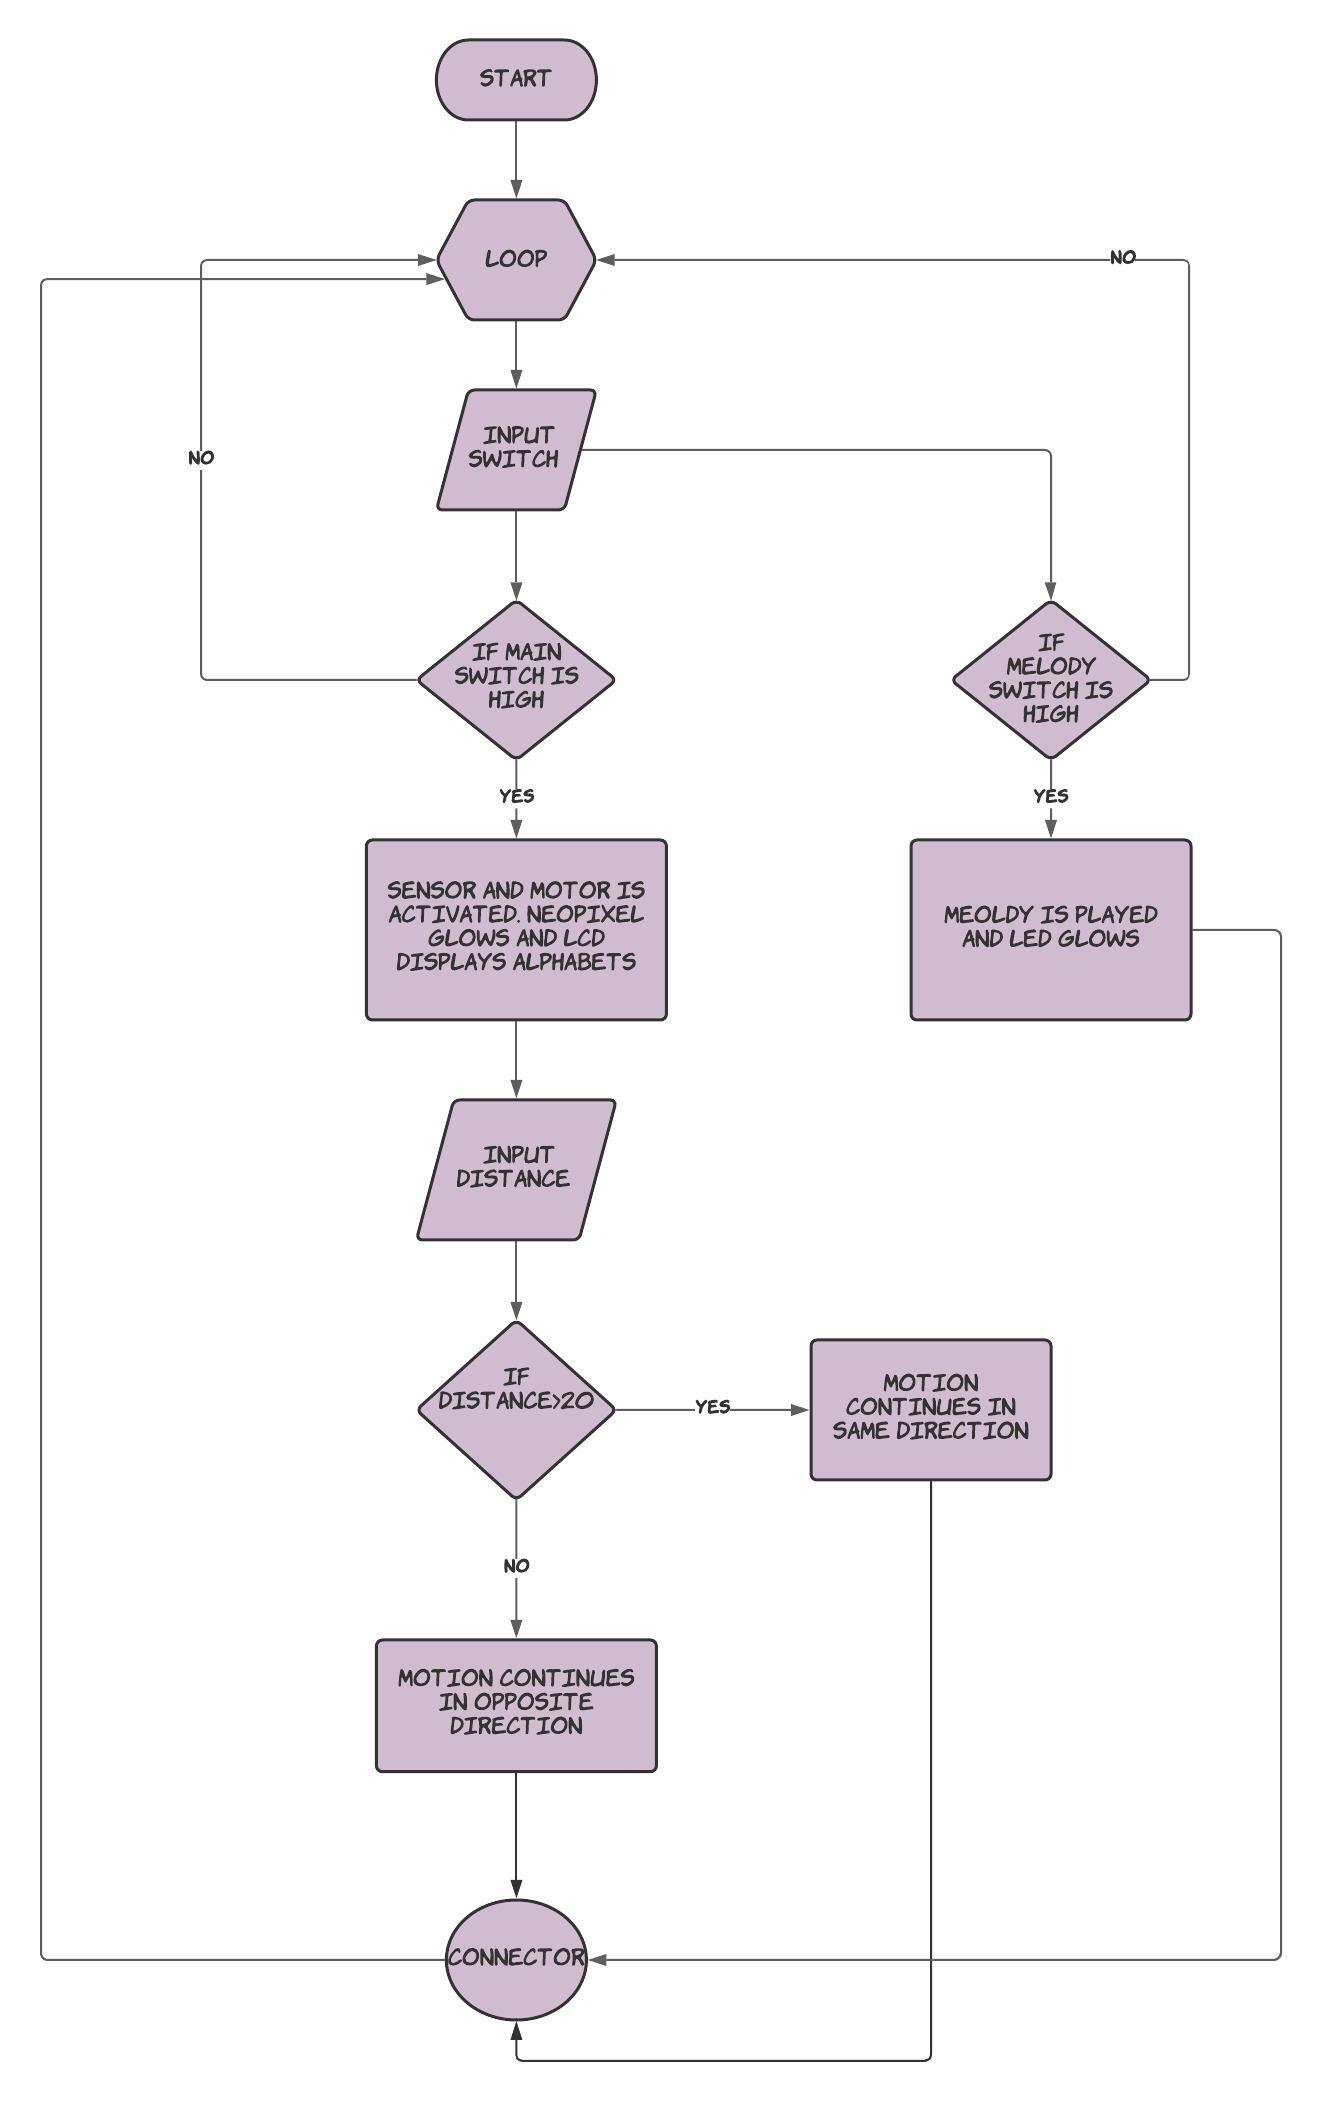 START
LOOP
NO
INPUT
SWITCH
NO
IF MAIN
SWITCH IS
HIGH
IF
MELODY
SWITCH IS
HIGH
YES
YES
SENSOR AND MOTOR IS
ACTIVATED. NEOPIXEL
GLOWS AND LCD
DISPLAYS ALPHABETS
MEOLDY IS PLAYED
AND LED GLOWS
INPUT
DISTANCE
IF
DISTANCE>20
YES
MOTION
CONTINUES IN
SAME DIRECTION
NO
MOTION CONTINUES
IN OPPOSITE
DIRECTION
CONNECTOR